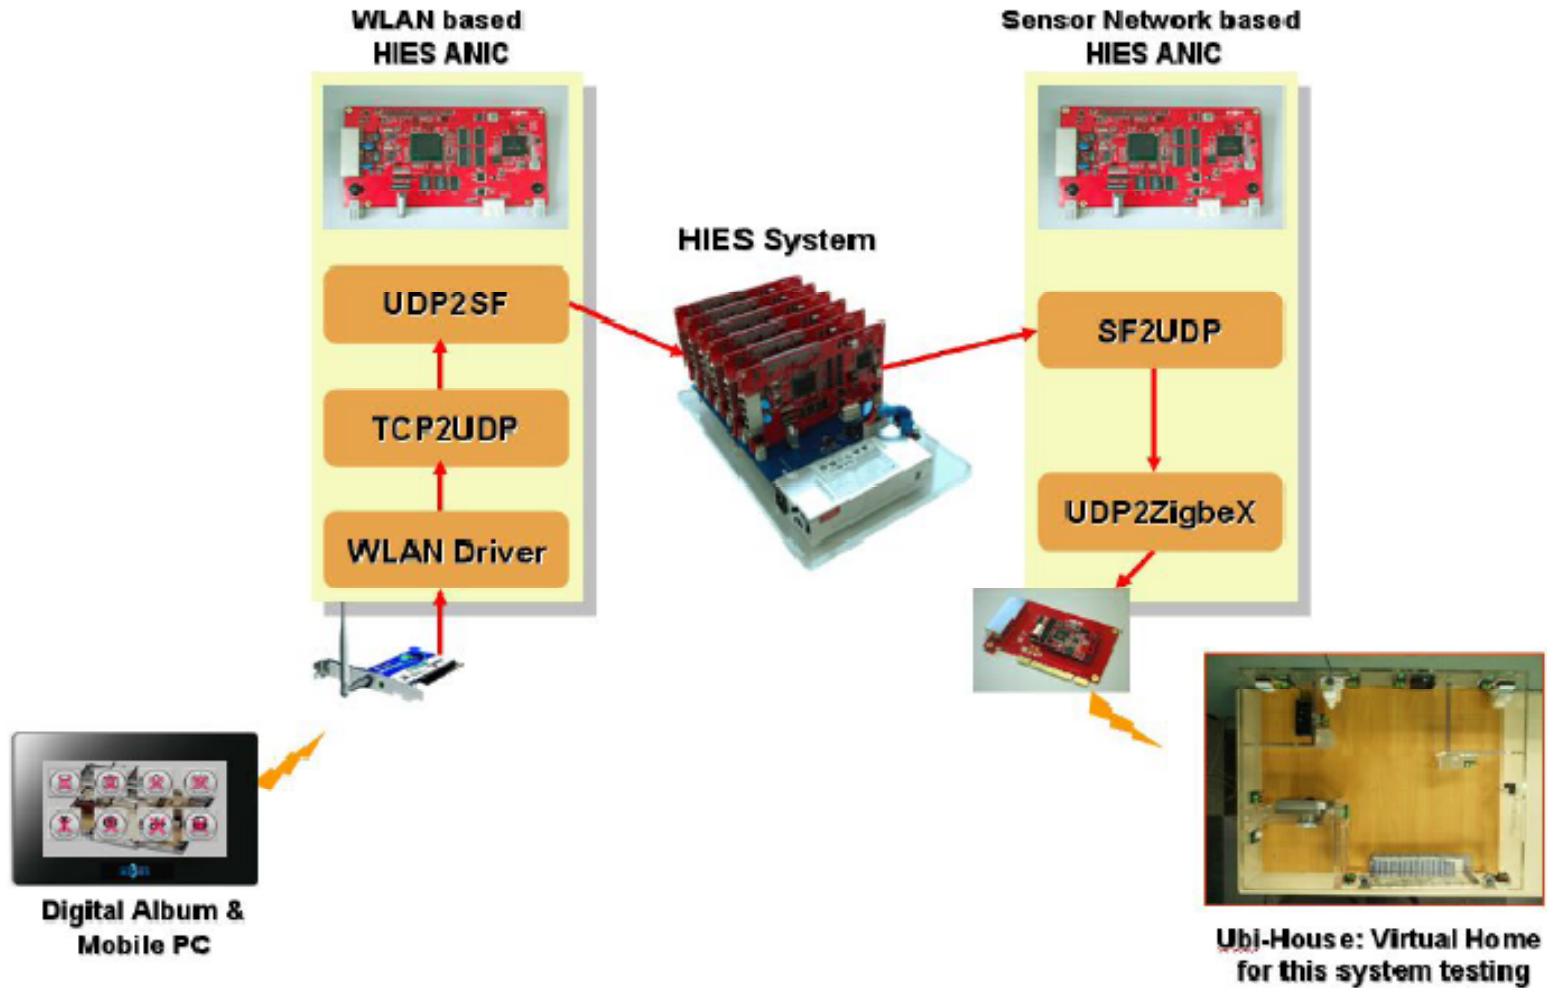 WLAN based
HIES ANIC
Sensor Network based
HIES ANIC
HIES System
UDP2SF
TCP2UDP
WLAN Driver
SF2UDP
UDP2ZigbeX
Digital Album &
Mobile PC
Ubi-House: Virtual Home
for this system testing